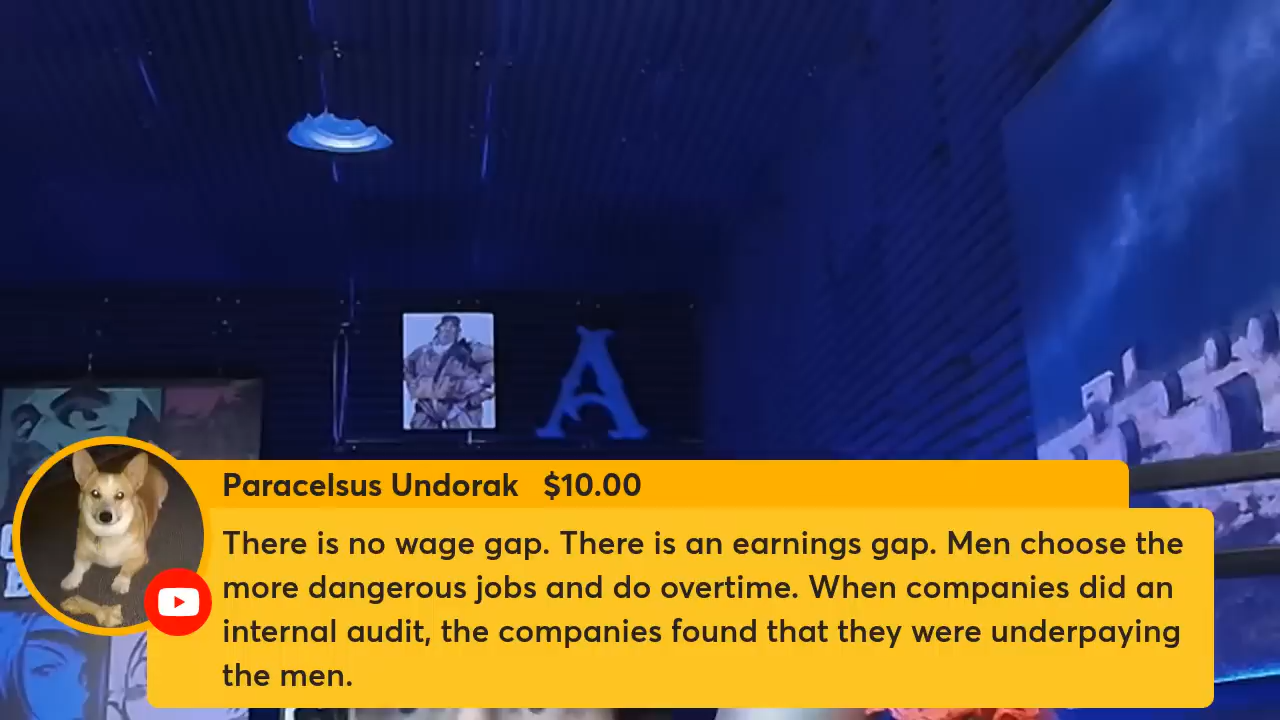 A
Paracelsus Undorak $10.00
There is no wage gap. There is an earnings gap. Men choose the
more dangerous jobs and do overtime. When companies did an
internal audit, the companies found that they were underpaying
the men.